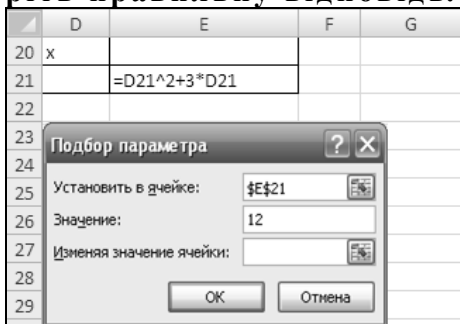 D E F G
20 x
21 =D21^2+3*D21
22
23
24
25
26
27
28
29
Подбор параметра
Установить в ячейке: $E$21
Значение: 12
Изменяя значение ячейки:
ОК Отмена